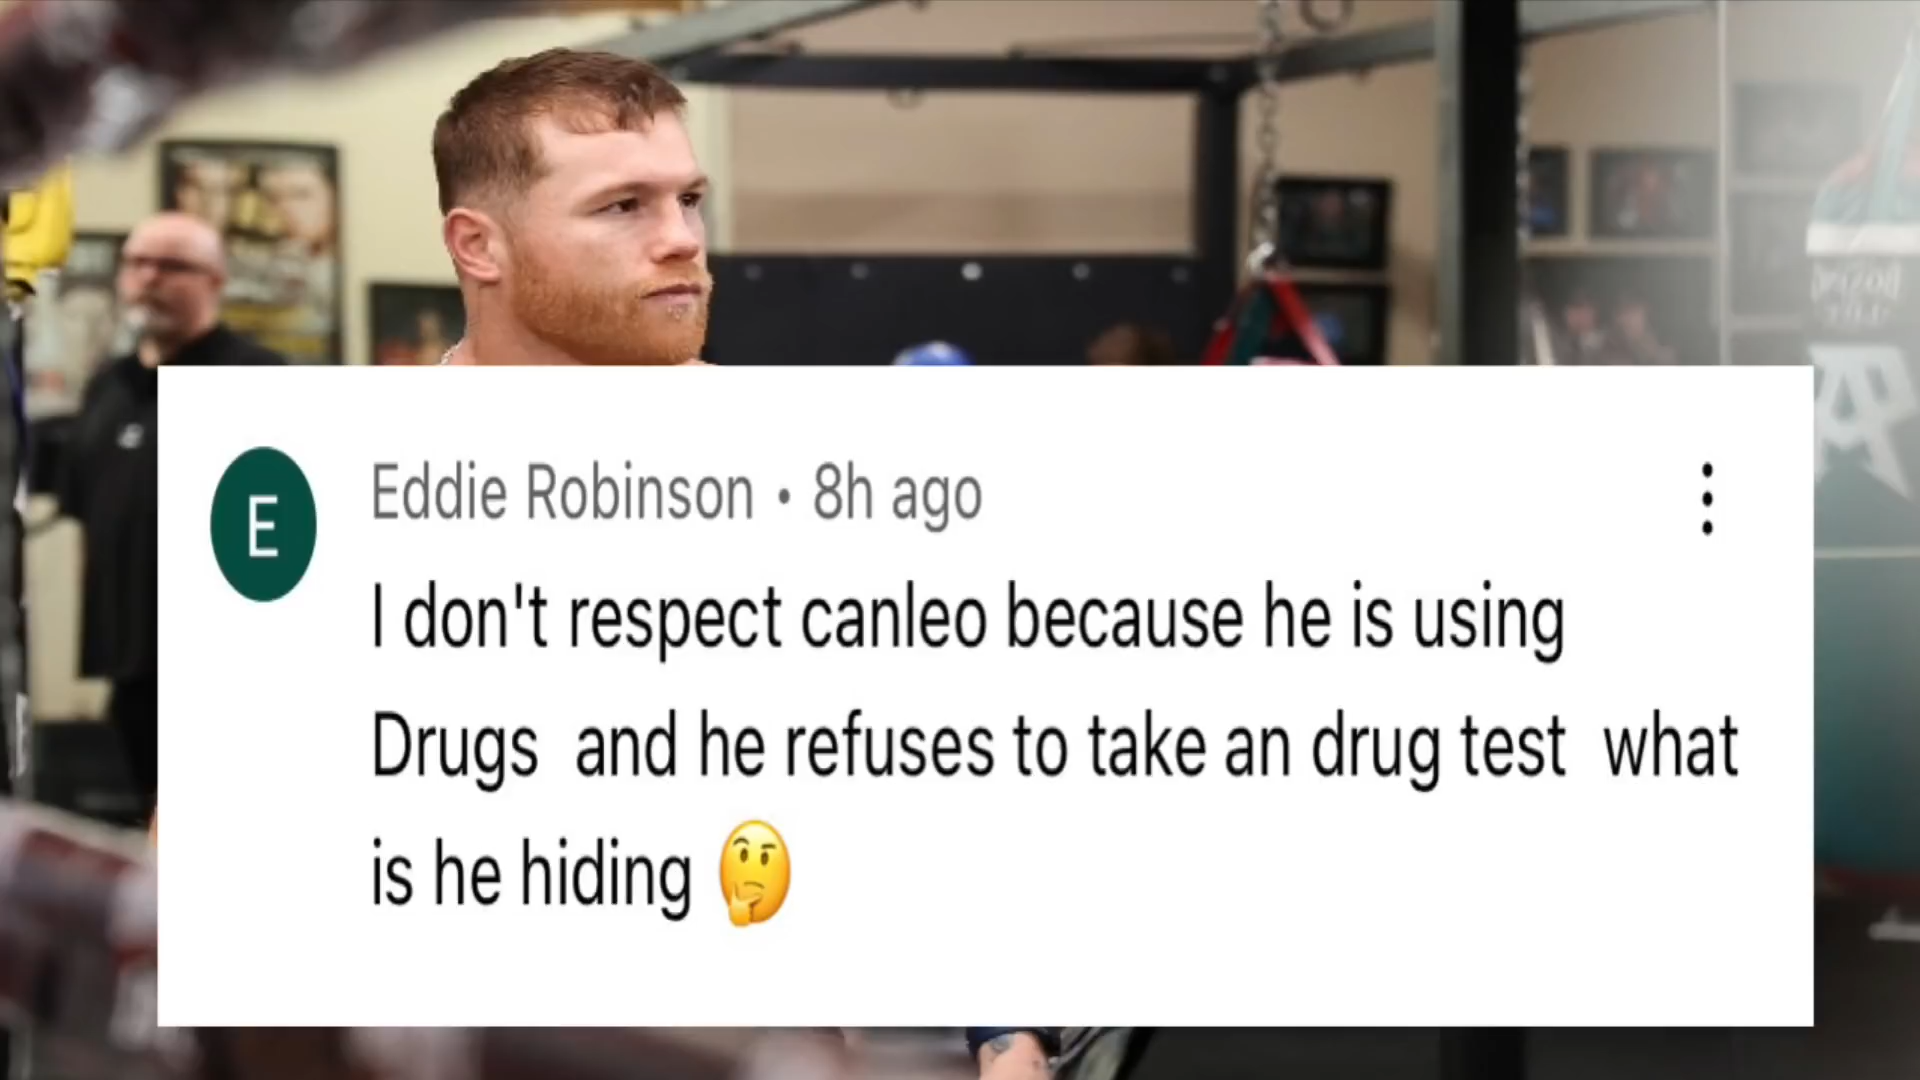 E
Eddie Robinson • 8h ago
I don't respect canleo because he is using
Drugs  and he refuses to take an drug test  what
is he hiding 🤔